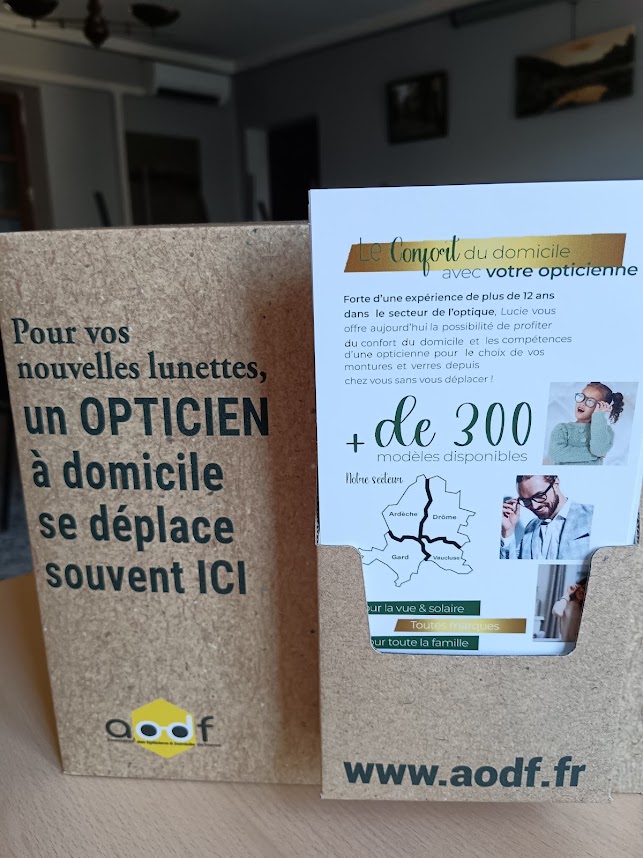 Pour vos
nouvelles lunettes,
un OPTICIEN
à domicile
se déplace
souvent ICI
aodf
Le Confort du domicile
avec votre opticienne
Forte d'une expérience de plus de 12 ans
dans le secteur de l'optique, Lucie vous
offre aujourd'hui la possibilité de profiter
du confort du domicile et les compétences
d'une opticienne pour le choix de vos
montures et verres depuis
chez vous sans vous déplacer !
+ de 300
modèles disponibles
Notre secteur
Ardèche
Drôme
Gard
Vaucluse
ur la vue & solaire
Toutes marques
ur toute la famille
www.aodf.fr